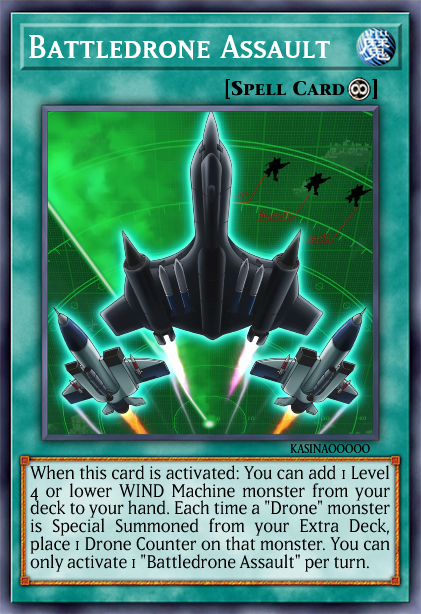 Battledrone Assault
魔
[Spell Card∞]
KASINAOOOOO
When this card is activated: You can add 1 Level
4 or lower WIND Machine monster from your
deck to your hand. Each time a "Drone" monster
is Special Summoned from your Extra Deck,
place 1 Drone Counter on that monster. You can
only activate 1 "Battledrone Assault" per turn.